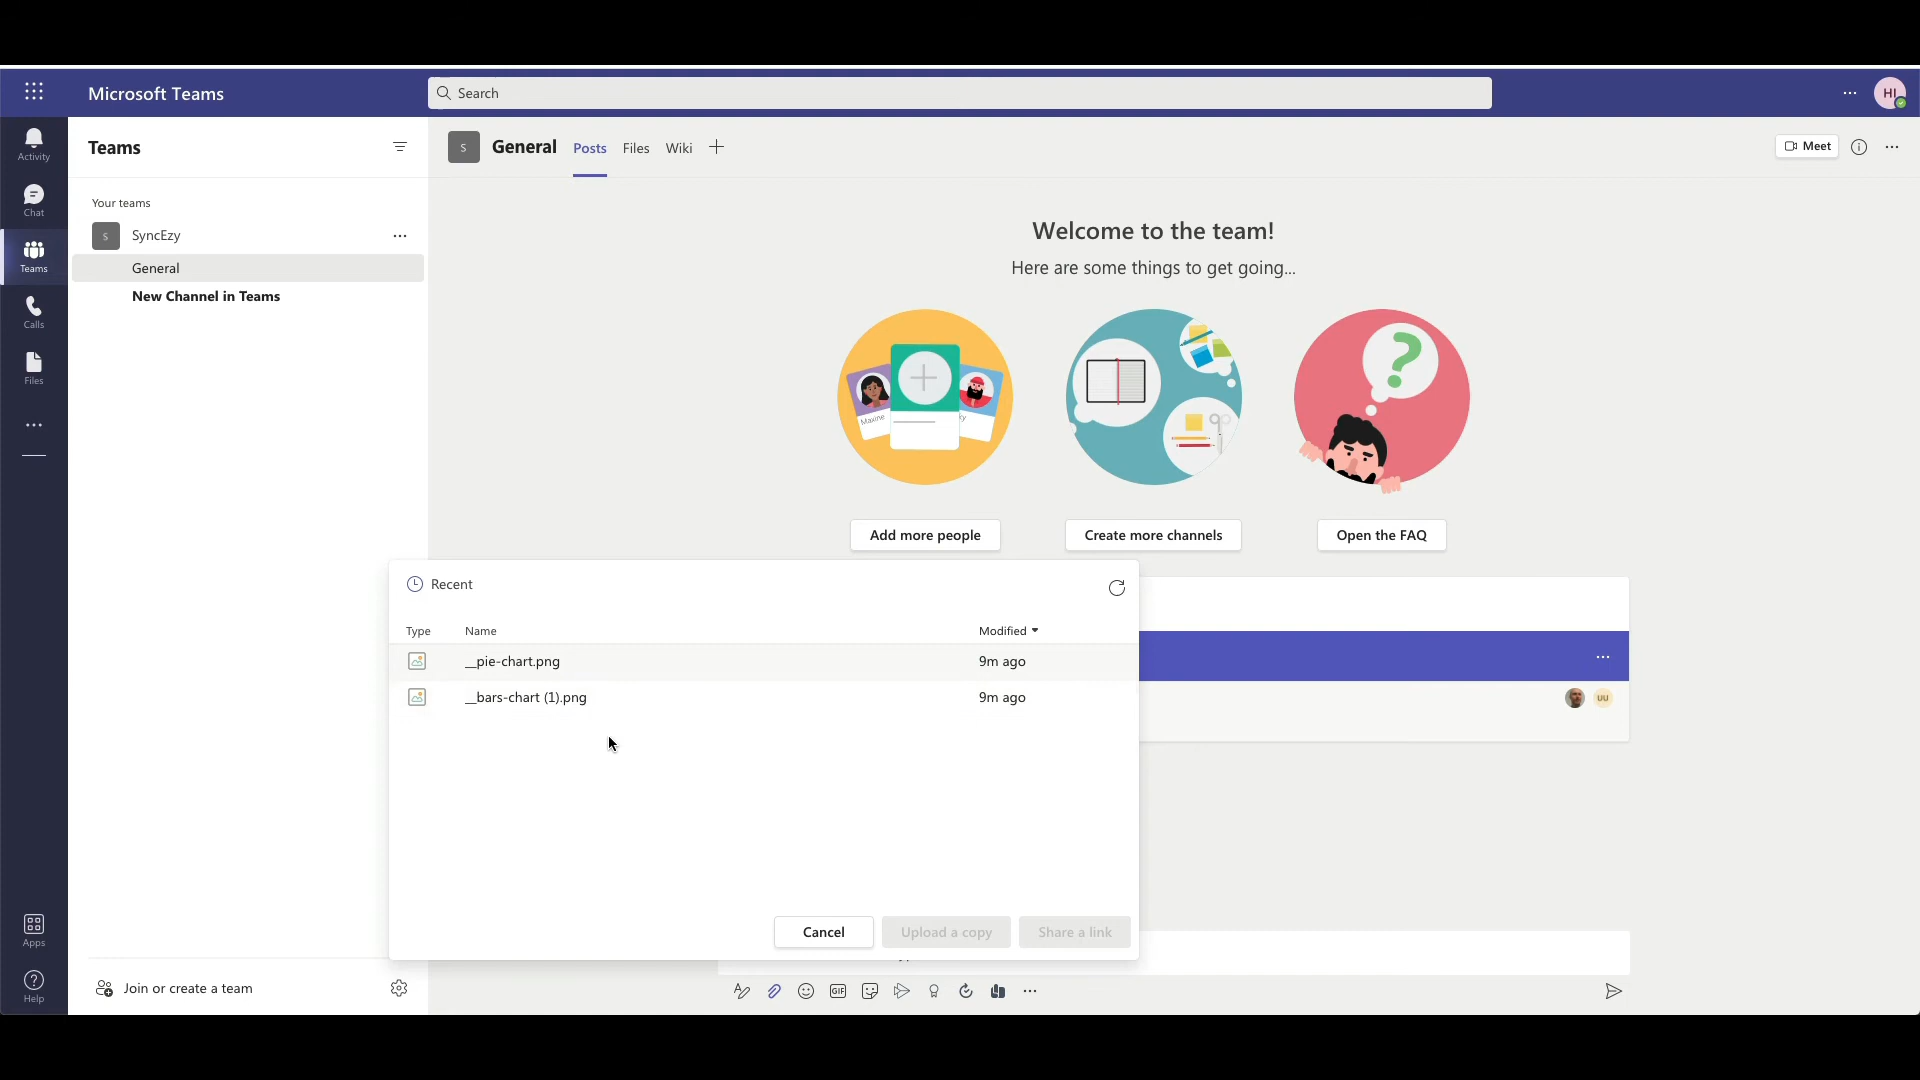 Microsoft Teams
Search
HI
Activity
Chat
Teams
Calls
Files
Apps
Help
Teams
Your teams
S
SyncEzy
General
New Channel in Teams
Join or create a team
S
General
Posts
Files
Wiki
Meet
Welcome to the team!
Here are some things to get going...
Maxine
Add more people
Create more channels
Open the FAQ
Recent
Type
Name
Modified
__pie-chart.png
9m ago
__bars-chart (1).png
9m ago
Cancel
Upload a copy
Share a link
UU
GIF